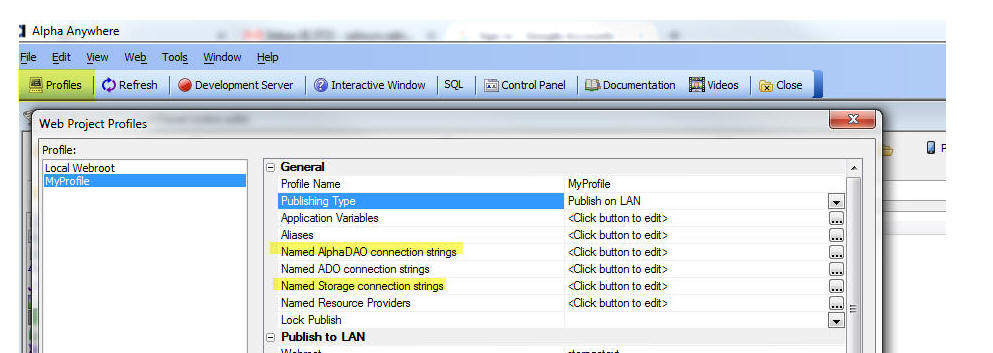 Alpha Anywhere
File Edit View Web Tools Window Help
Profiles Refresh Development Server Interactive Window SQL Control Panel Documentation Videos Close
Web Project Profiles
Profile:
Local Webroot
MyProfile
General
Profile Name MyProfile
Publishing Type Publish on LAN
Application Variables <Click button to edit>
Aliases <Click button to edit>
Named AlphaDAO connection strings <Click button to edit>
Named ADO connection strings <Click button to edit>
Named Storage connection strings <Click button to edit>
Named Resource Providers <Click button to edit>
Lock Publish
Publish to LAN
Webroot